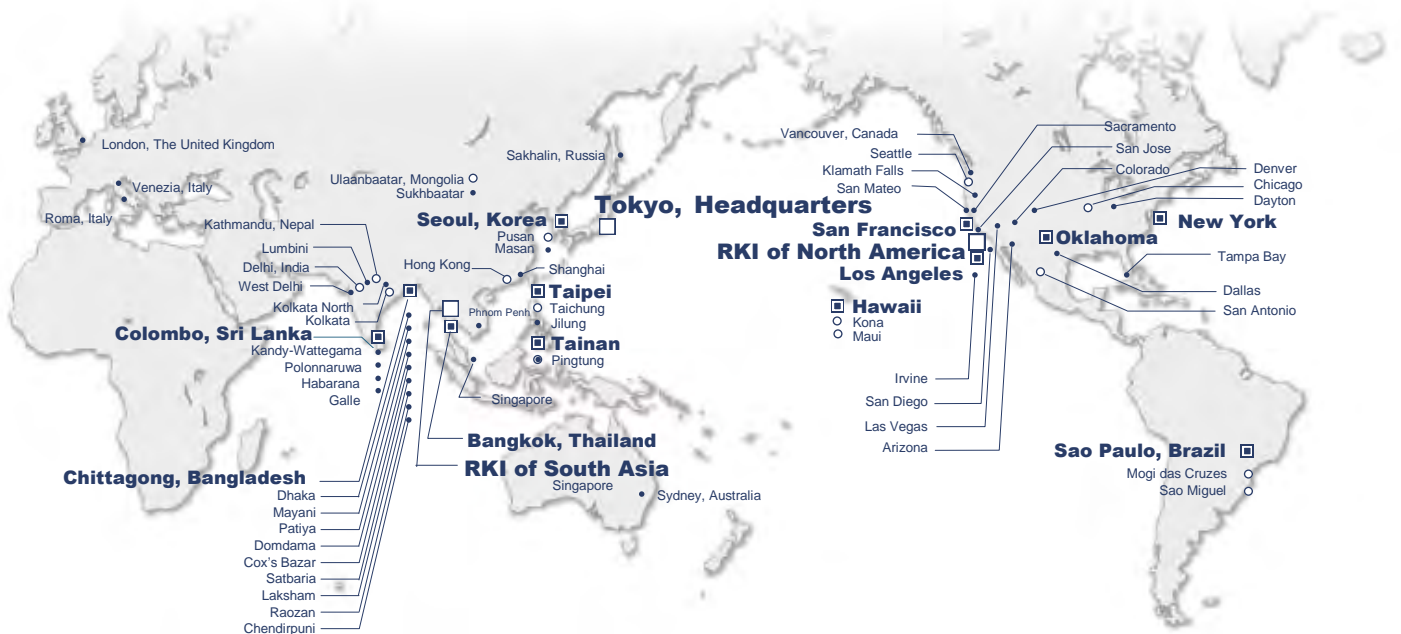 London, The United Kingdom
Venezia, Italy
Roma, Italy
Sakhalin, Russia
Ulaanbaatar, Mongolia
Sukhbaatar
Kathmandu, Nepal
Seoul, Korea
Pusan
Masan
Tokyo, Headquarters
Lumbini
Delhi, India
West Delhi
Kolkata North
Kolkata
Hong Kong
Shanghai
Taipei
Taichung
Jilung
Phnom Penh
Tainan
Pingtung
Colombo, Sri Lanka
Kandy-Wattegama
Polonnaruwa
Habarana
Galle
Singapore
Bangkok, Thailand
RKI of South Asia
Singapore
Sydney, Australia
Chittagong, Bangladesh
Dhaka
Mayani
Patiya
Domdama
Cox's Bazar
Satbaria
Laksham
Raozan
Chendirpuni
Vancouver, Canada
Seattle
Klamath Falls
San Mateo
San Francisco
RKI of North America
Los Angeles
Hawaii
Kona
Maui
Irvine
San Diego
Las Vegas
Arizona
Sacramento
San Jose
Colorado
Denver
Chicago
Dayton
New York
Oklahoma
Tampa Bay
Dallas
San Antonio
Sao Paulo, Brazil
Mogi das Cruzes
Sao Miguel